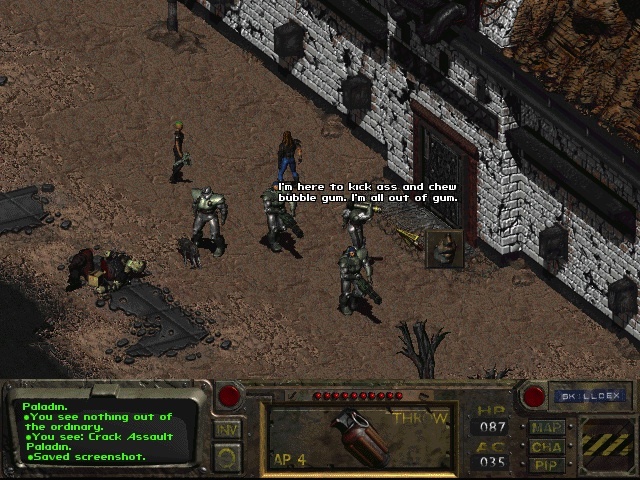 I'm here to kick ass and chew
bubble gum. I'm all out of gum.
Paladin.
●You see nothing out of
the ordinary.
●You see: Crack Assault
Paladin.
●Saved screenshot.
INV
AP 4
THROW
HP
087
AC
035
MAP
CHA
PIP
SKILLDEX